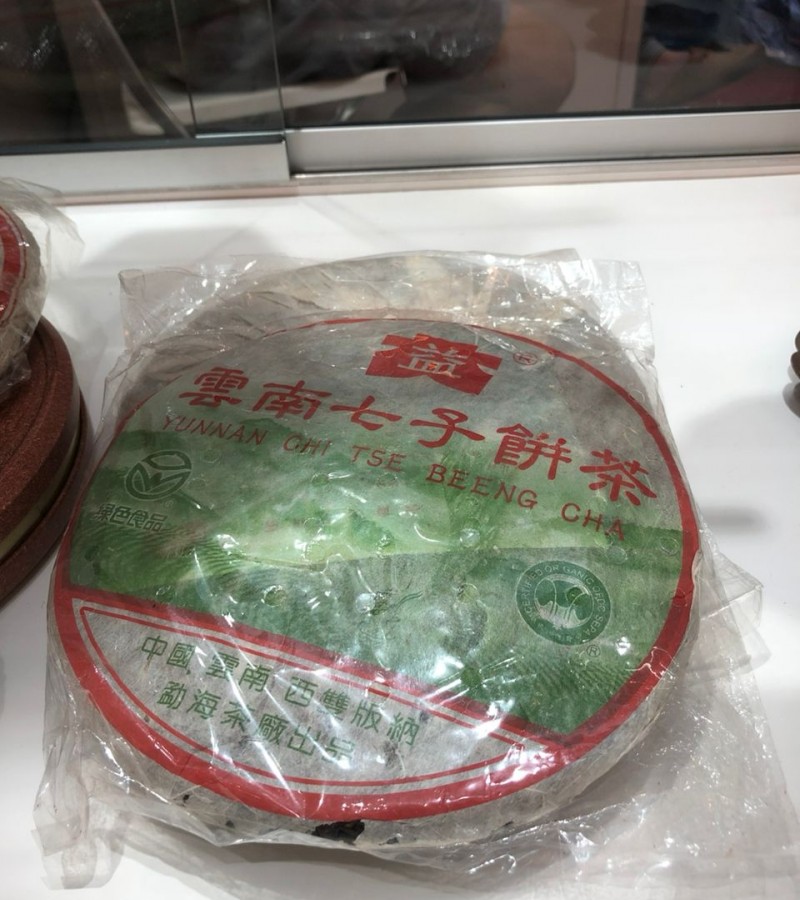 益
®
雲南七子餅茶
YUNNAN CHI TSE BEENG CHA
绿色食品
®
中國 雲南 西雙版納
勐海茶廠出品